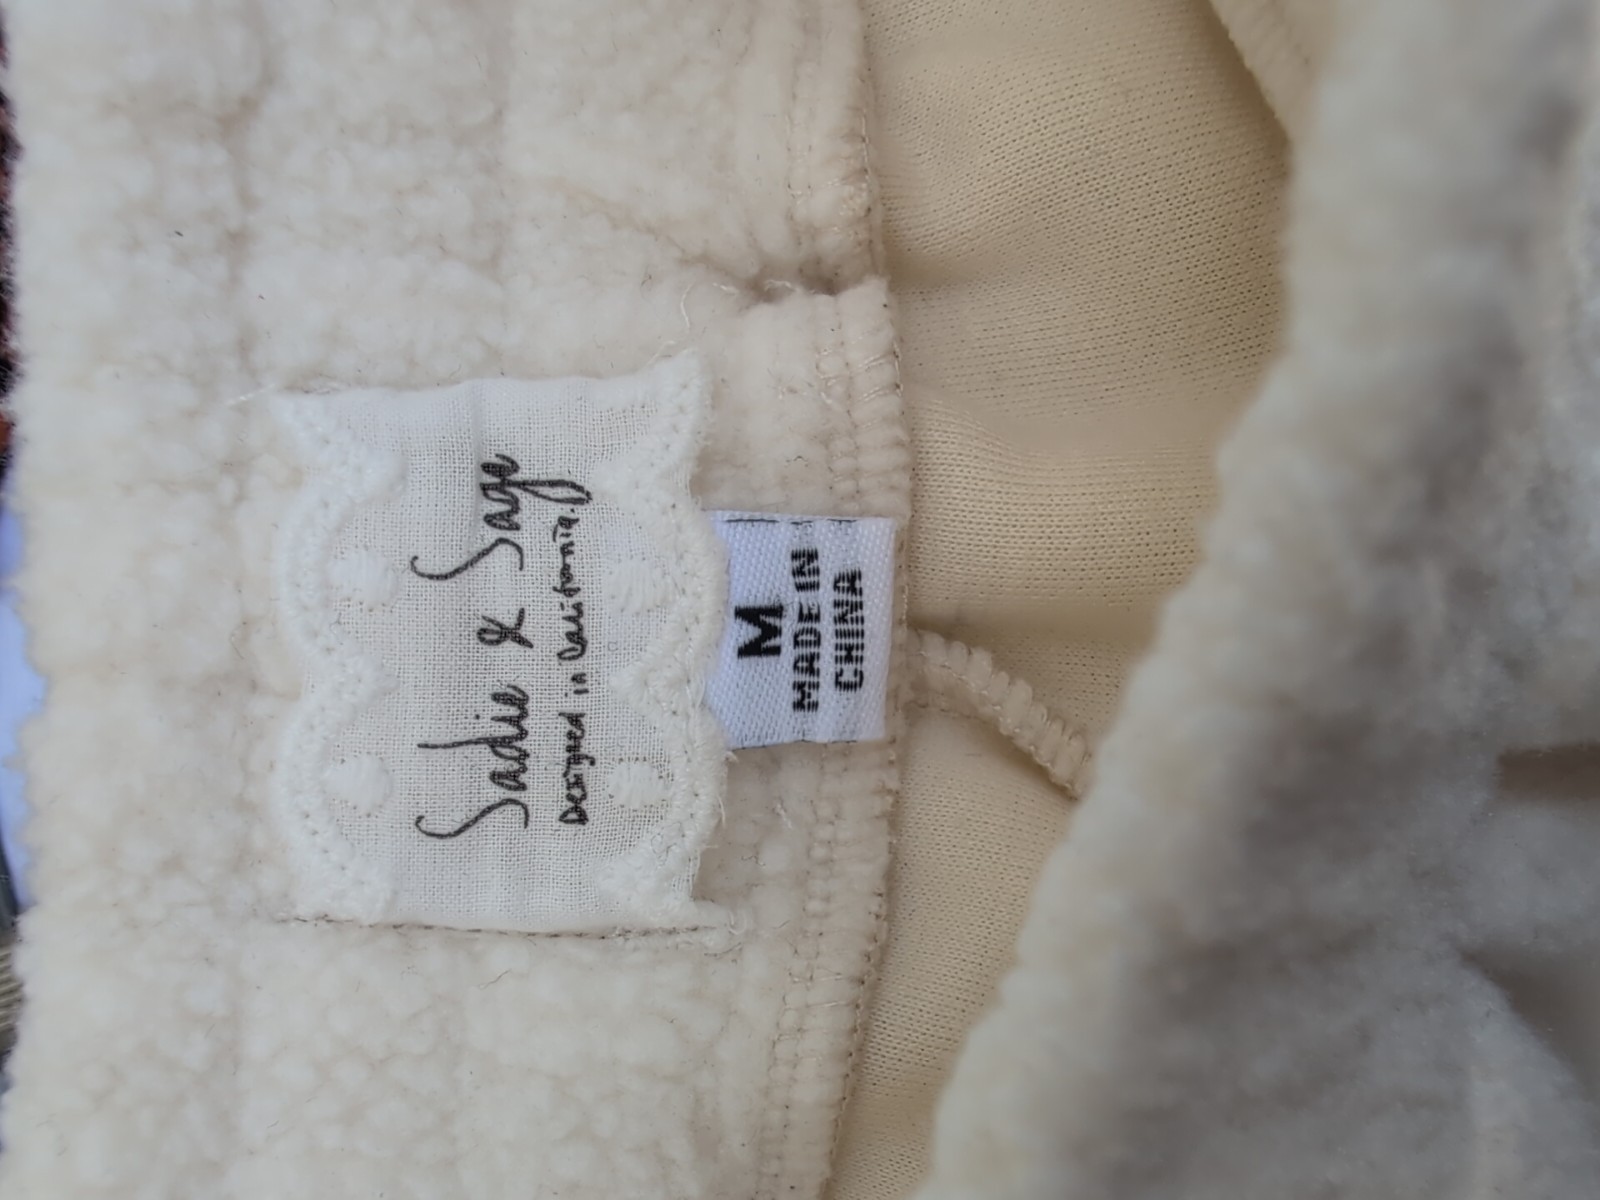 Sadie & Sage
Designed in California.
M
MADE IN
CHINA